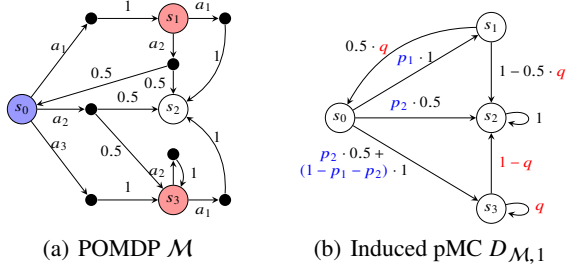 1
s₁
a₁
a₁
a₂
0.5
0.5
1
s₀
a₂
0.5
s₂
a₃
0.5
1
a₂
1
1
s₃
a₁
(a) POMDP ℳ
s₁
0.5 · q
p₁ · 1
1 − 0.5 · q
s₀
p₂ · 0.5
s₂
1
p₂ · 0.5 +
(1 − p₁ − p₂) · 1
1 − q
s₃
q
(b) Induced pMC D_{ℳ,1}